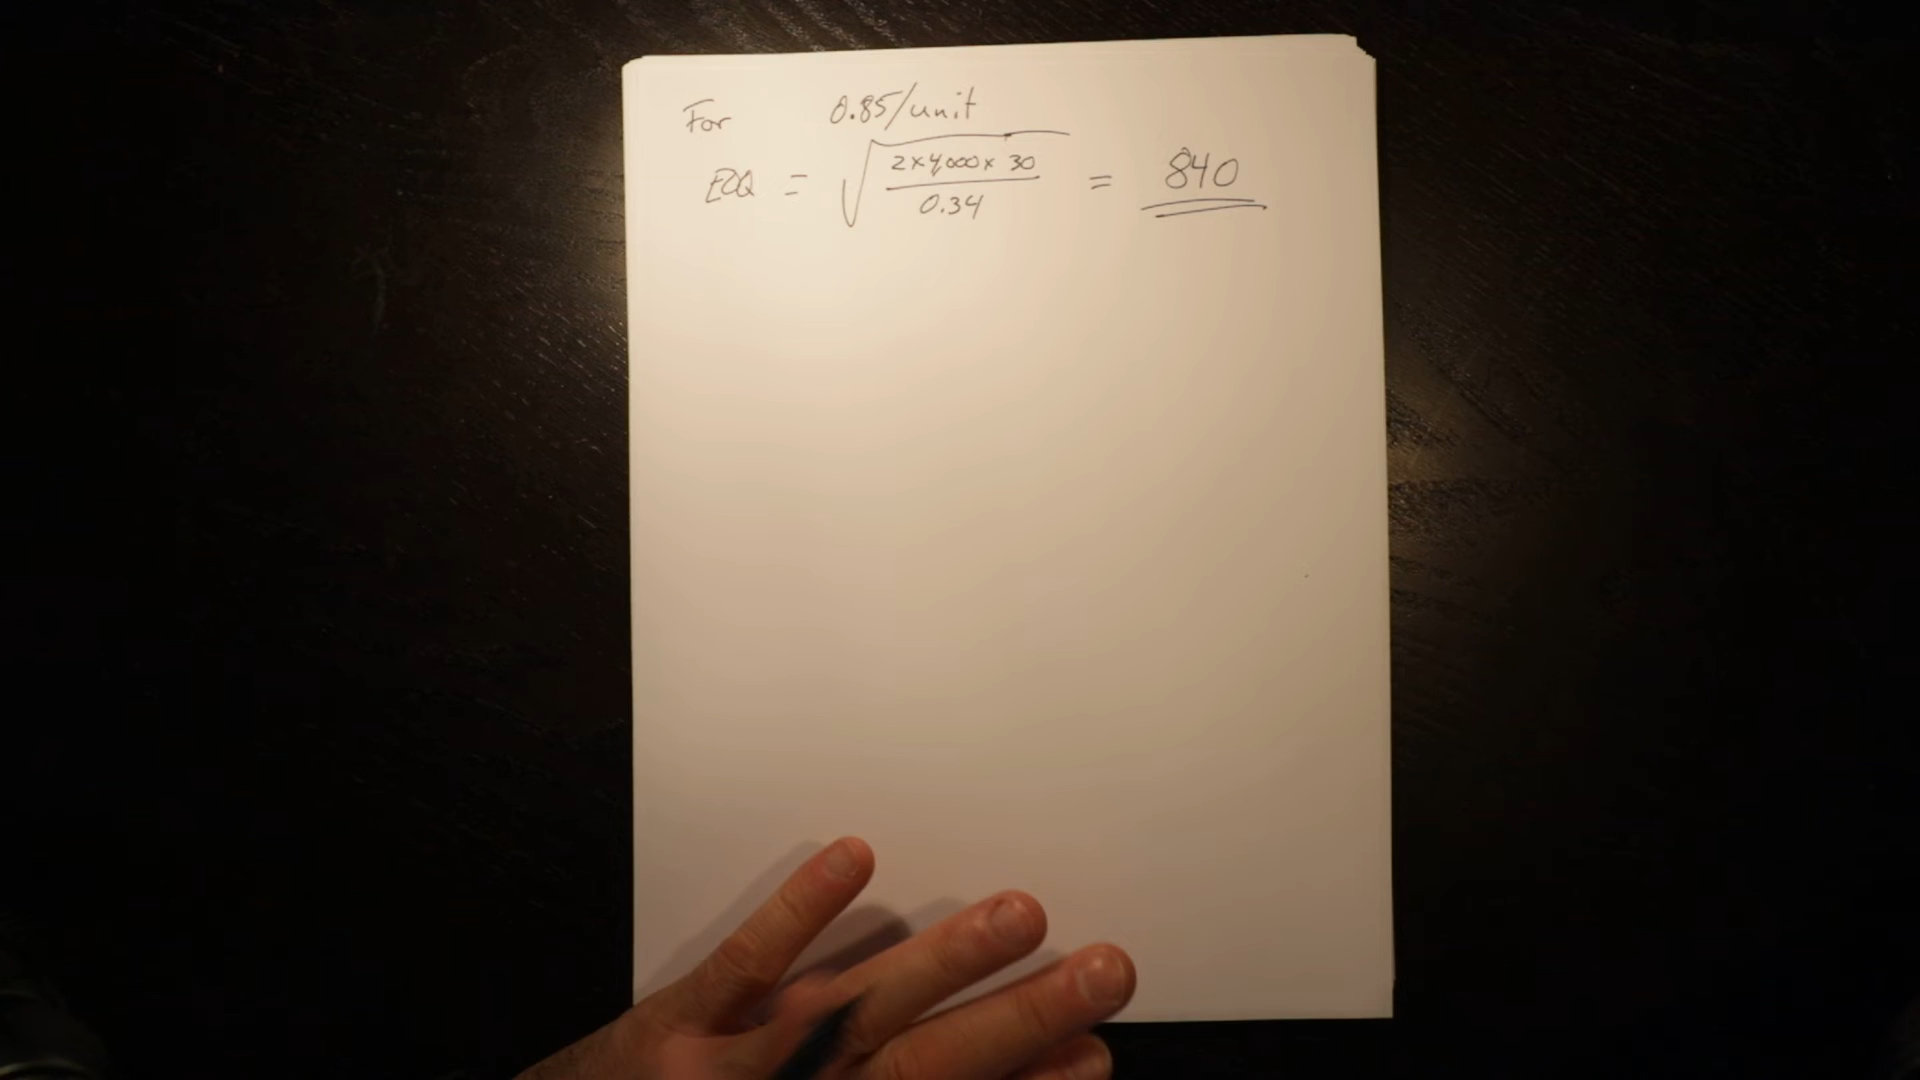 For 0.85/unit
EOQ = √(2×4,000×30 / 0.34) = 840